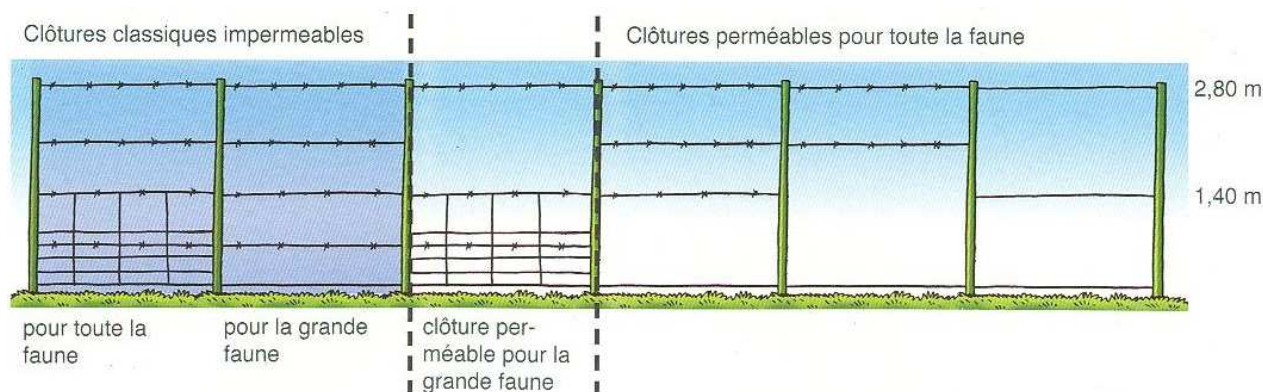 Clôtures classiques impermeables
Clôtures perméables pour toute la faune
2,80 m
1,40 m
pour toute la
faune
pour la grande
faune
clôture per-
méable pour la
grande faune